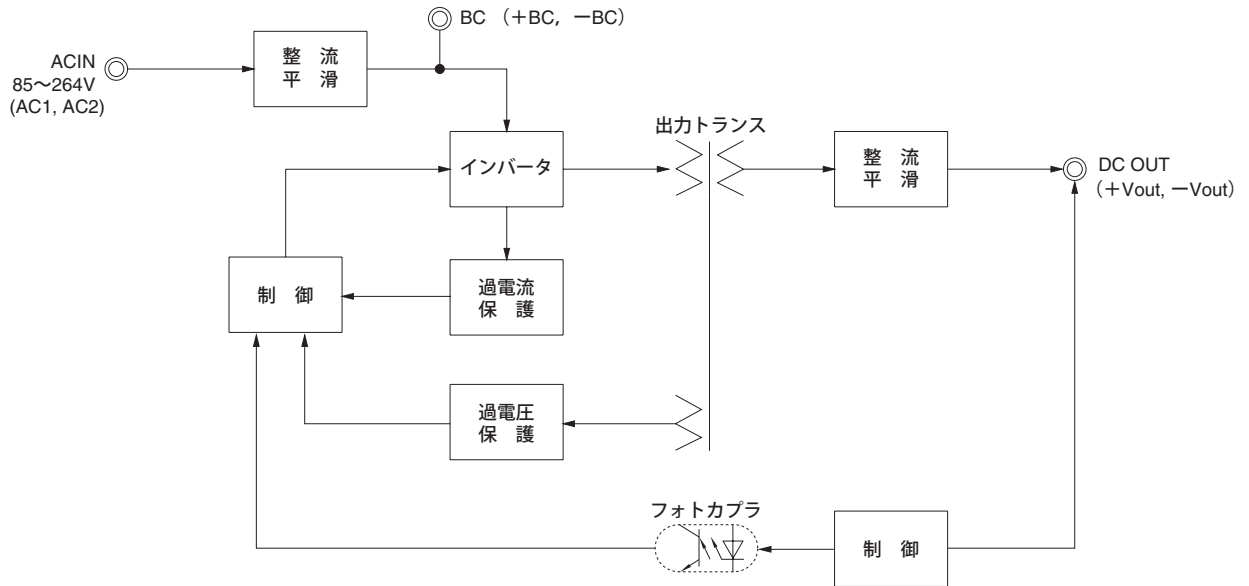 BC (+BC, −BC)
ACIN
85〜264V
(AC1, AC2)
整 流
平 滑
出力トランス
インバータ
整 流
平 滑
DC OUT
(+Vout, −Vout)
制 御
過電流
保 護
過電圧
保 護
フォトカプラ
制 御